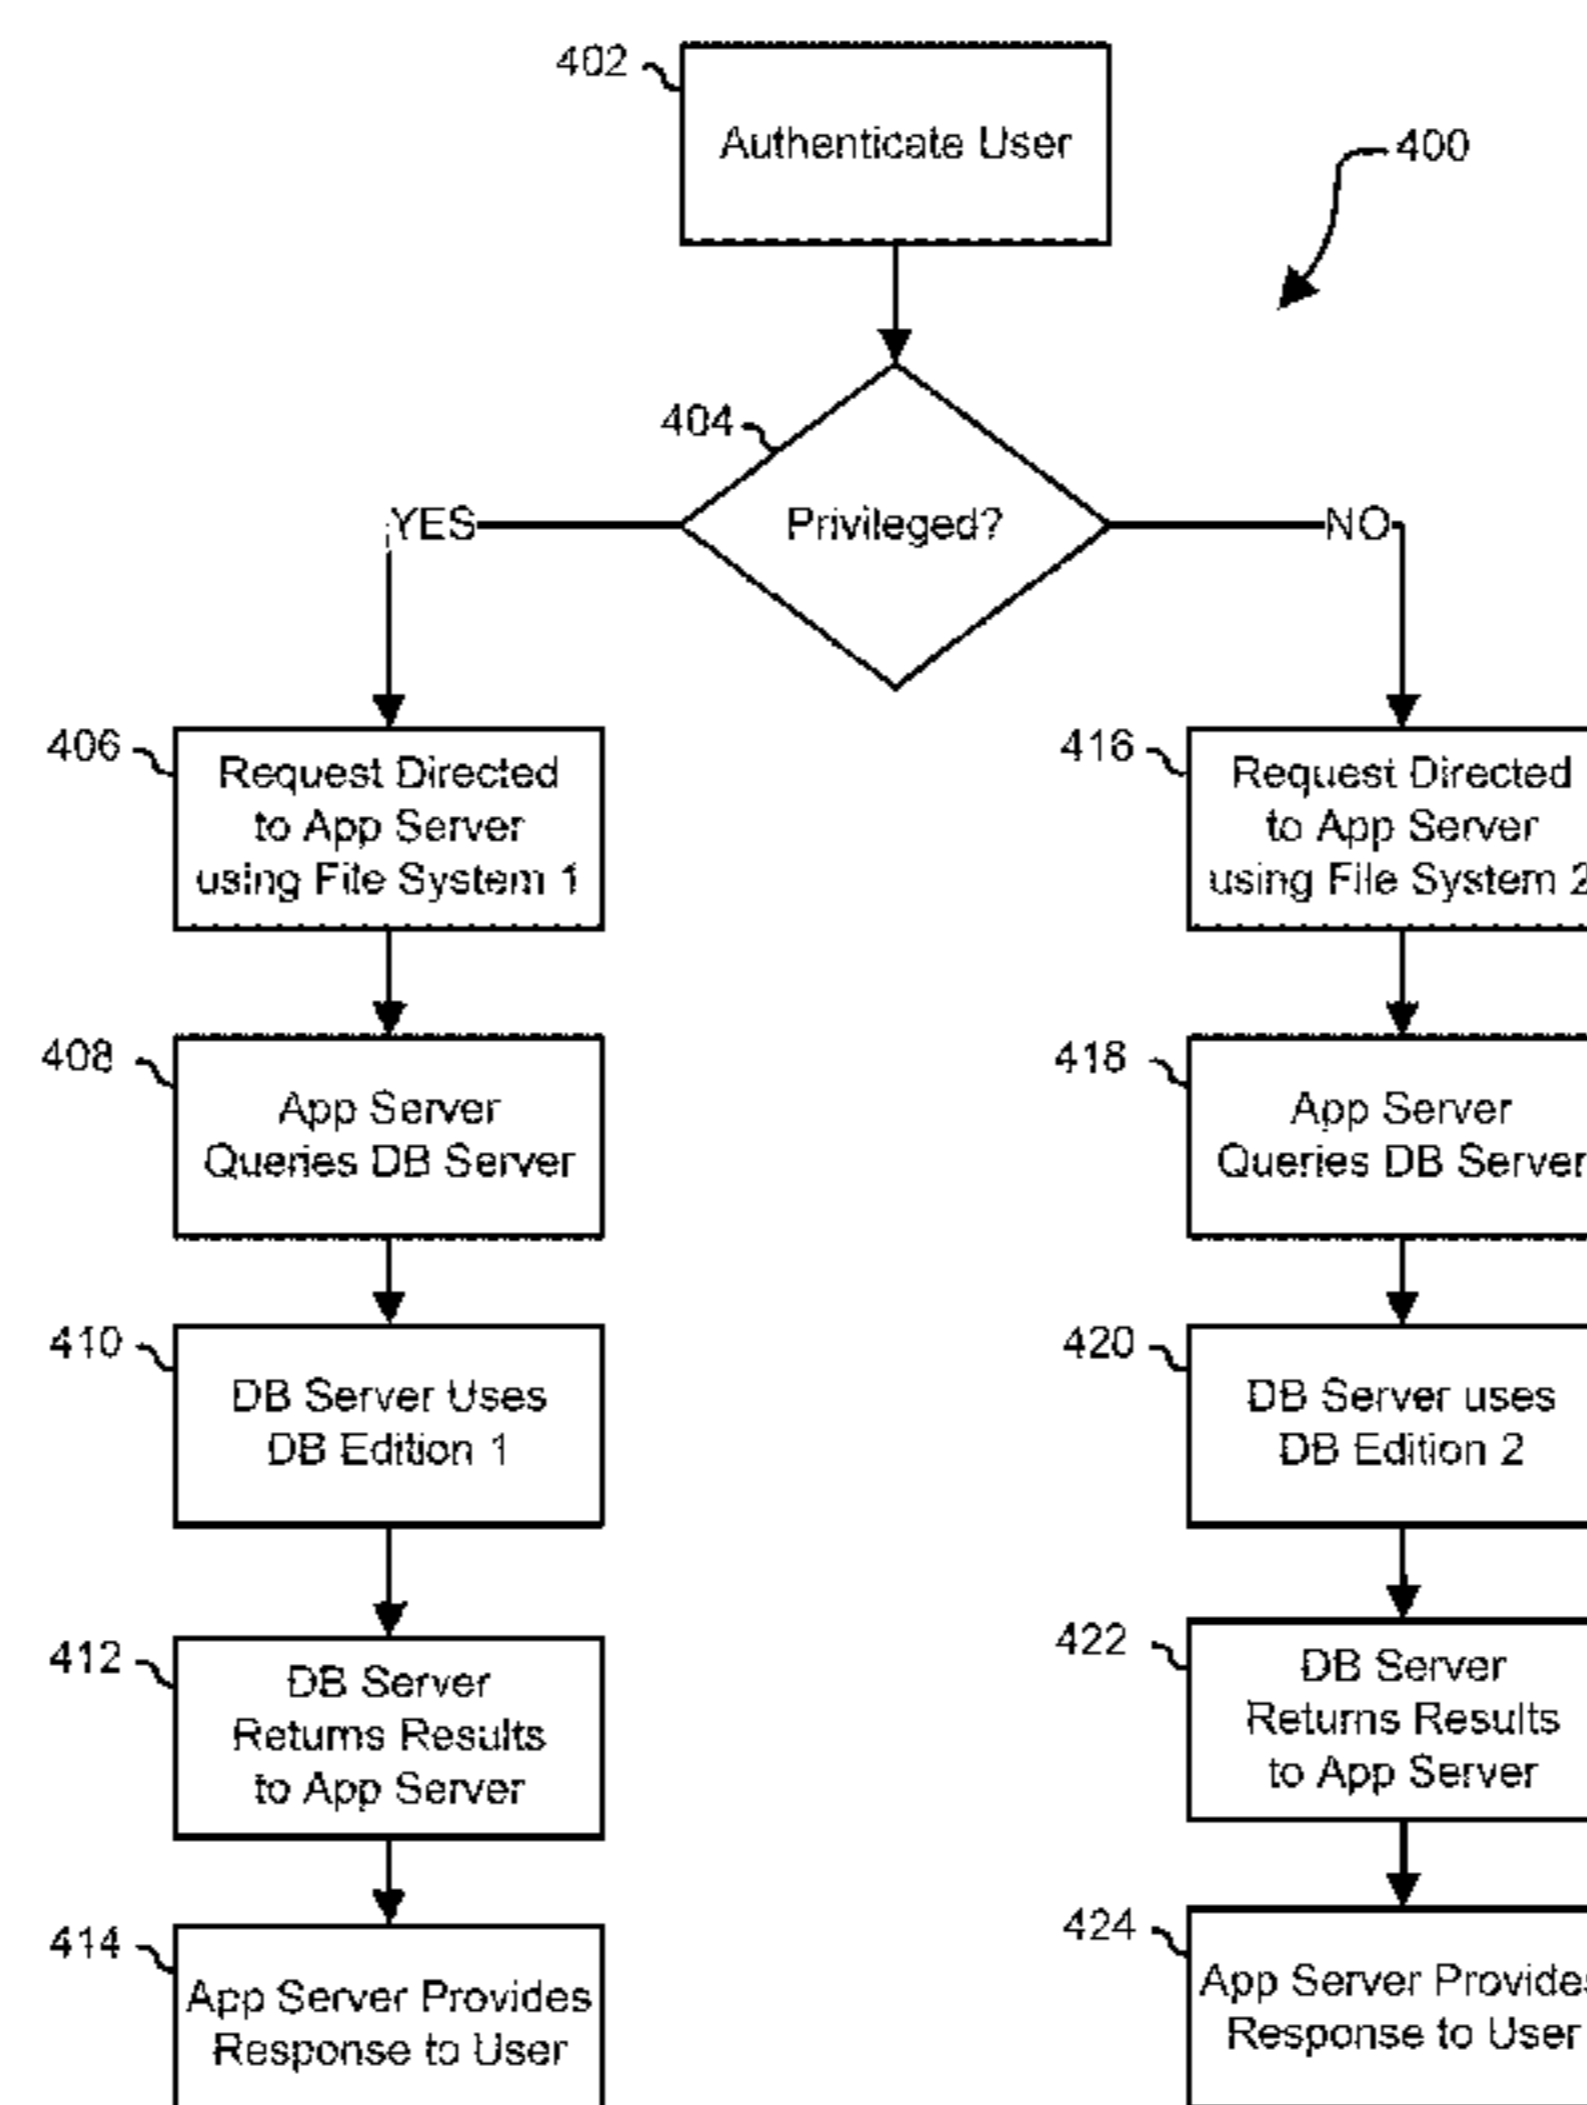 402
Authenticate User
400
404
Privileged?
YES
NO
406
Request Directed
to App Server
using File System 1
416
Request Directed
to App Server
using File System 2
408
App Server
Queries DB Server
418
App Server
Queries DB Server
410
DB Server Uses
DB Edition 1
420
DB Server uses
DB Edition 2
412
DB Server
Returns Results
to App Server
422
DB Server
Returns Results
to App Server
414
App Server Provides
Response to User
424
App Server Provides
Response to User